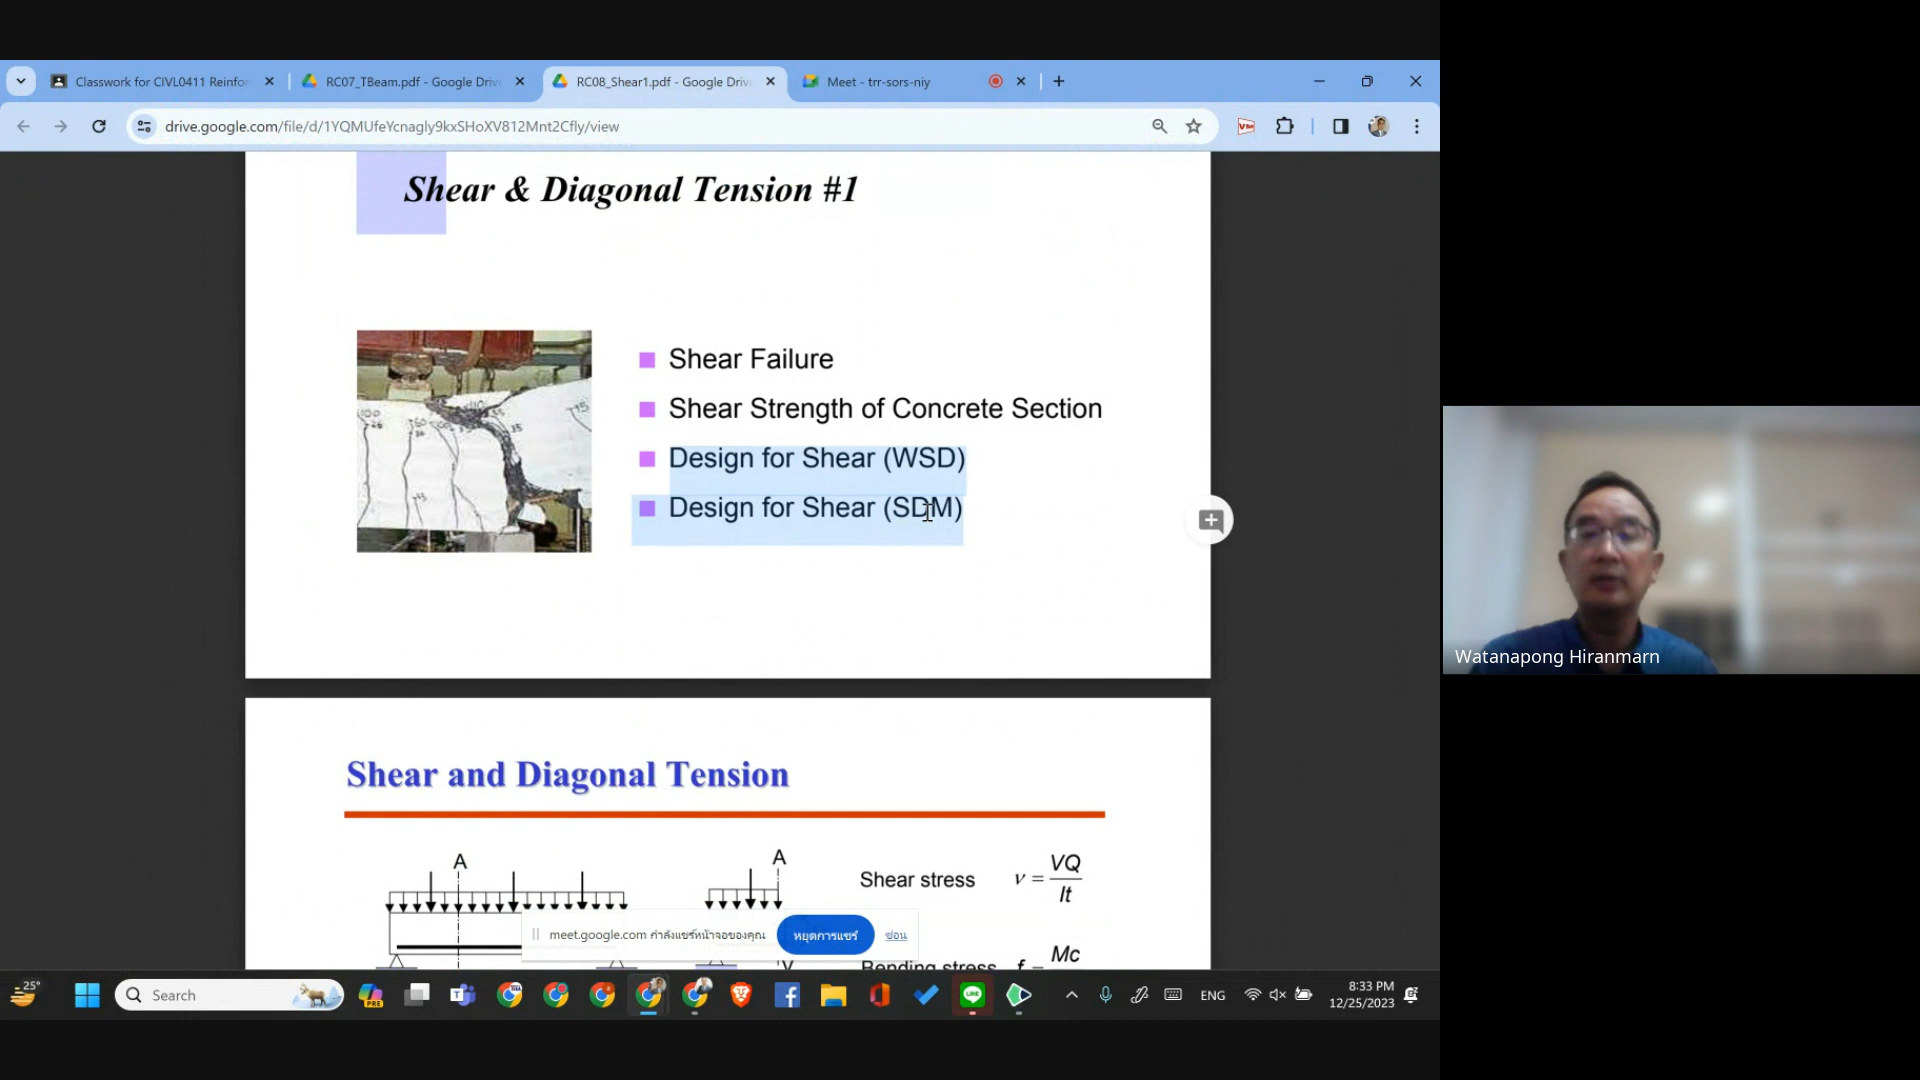 Classwork for CIVL0411 Reinfor
RC07_TBeam.pdf - Google Driv
RC08_Shear1.pdf - Google Driv
Meet - trr-sors-niy
drive.google.com/file/d/1YQMUfeYcnagly9kxSHoXV812Mnt2Cfly/view
Shear & Diagonal Tension #1
Shear Failure
Shear Strength of Concrete Section
Design for Shear (WSD)
Design for Shear (SDM)
Watanapong Hiranmarn
Shear and Diagonal Tension
A
A
Shear stress v = VQ
It
Bending stress f = Mc
V
meet.google.com กำลังแชร์หน้าจอของคุณ
หยุดการแชร์
ซ่อน
25°
Search
PRE
LINE
ENG
8:33 PM
12/25/2023